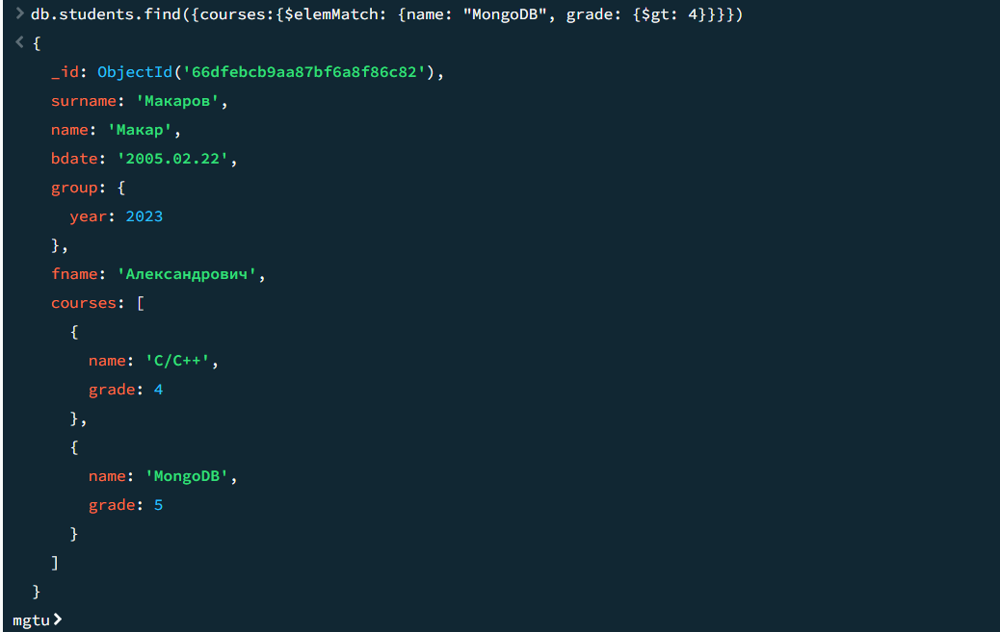 > db.students.find({courses:{$elemMatch: {name: "MongoDB", grade: {$gt: 4}}}})
< {
_id: ObjectId('66dfebcb9aa87bf6a8f86c82'),
surname: 'Макаров',
name: 'Макар',
bdate: '2005.02.22',
group: {
year: 2023
},
fname: 'Александрович',
courses: [
{
name: 'C/C++',
grade: 4
},
{
name: 'MongoDB',
grade: 5
}
]
}
mgtu>